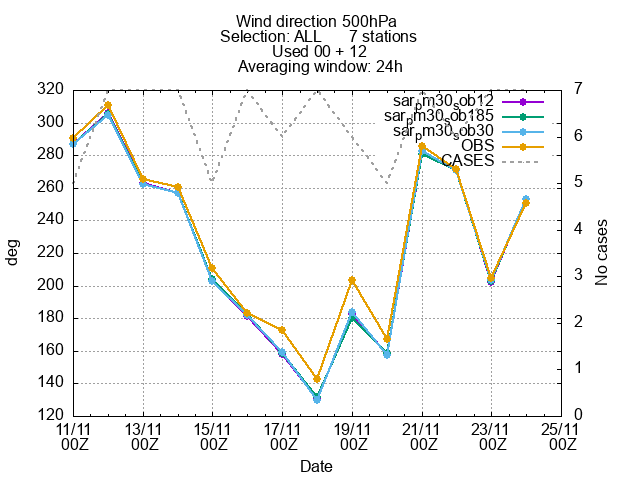 Wind direction 500hPa
Selection: ALL 7 stations
Used 00 + 12
Averaging window: 24h
320
300
280
260
240
220
200
180
160
140
120
deg
7
6
5
4
3
2
1
0
No cases
sarpm30sob12
sarpm30sob185
sarpm30sob30
OBS
CASES
11/11 13/11 15/11 17/11 19/11 21/11 23/11 25/11
00Z 00Z 00Z 00Z 00Z 00Z 00Z 00Z
Date